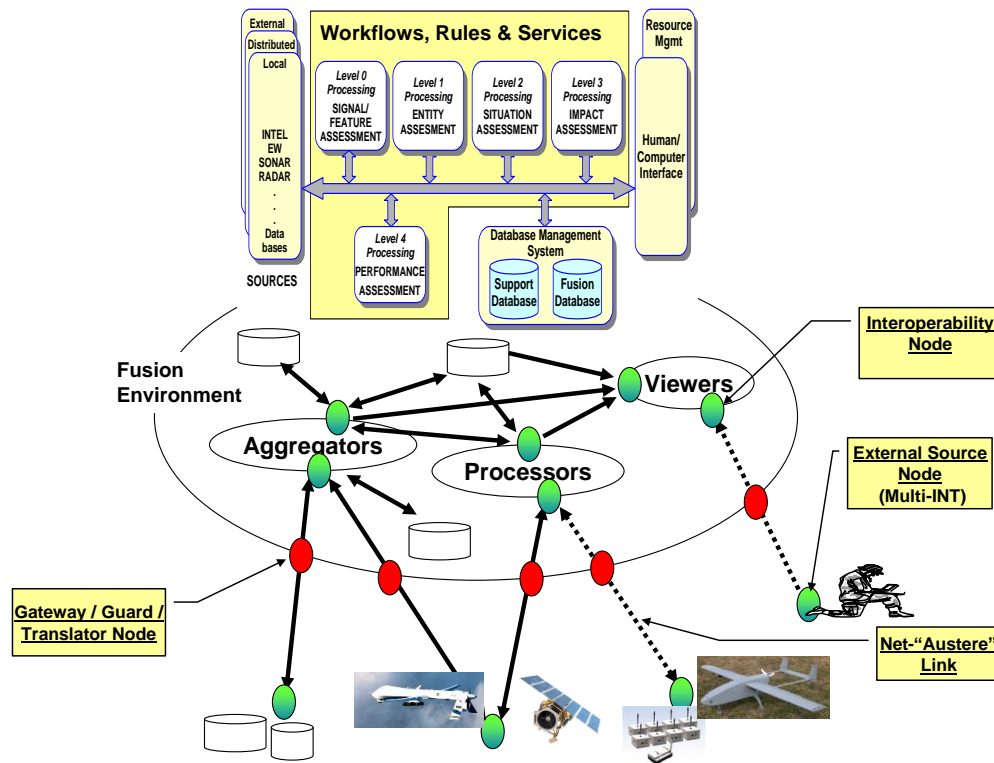 External
Distributed
Local
INTEL
EW
SONAR
RADAR
.
.
.
Data
bases
SOURCES
Workflows, Rules & Services
Level 0
Processing
SIGNAL/
FEATURE
ASSESSMENT
Level 1
Processing
ENTITY
ASSESMENT
Level 2
Processing
SITUATION
ASSESSMENT
Level 3
Processing
IMPACT
ASSESSMENT
Resource
Mgmt
Human/
Computer
Interface
Level 4
Processing
PERFORMANCE
ASSESSMENT
Database Management
System
Support
Database
Fusion
Database
Fusion
Environment
Aggregators
Processors
Viewers
Interoperability
Node
External Source
Node
(Multi-INT)
Gateway / Guard /
Translator Node
Net-“Austere”
Link